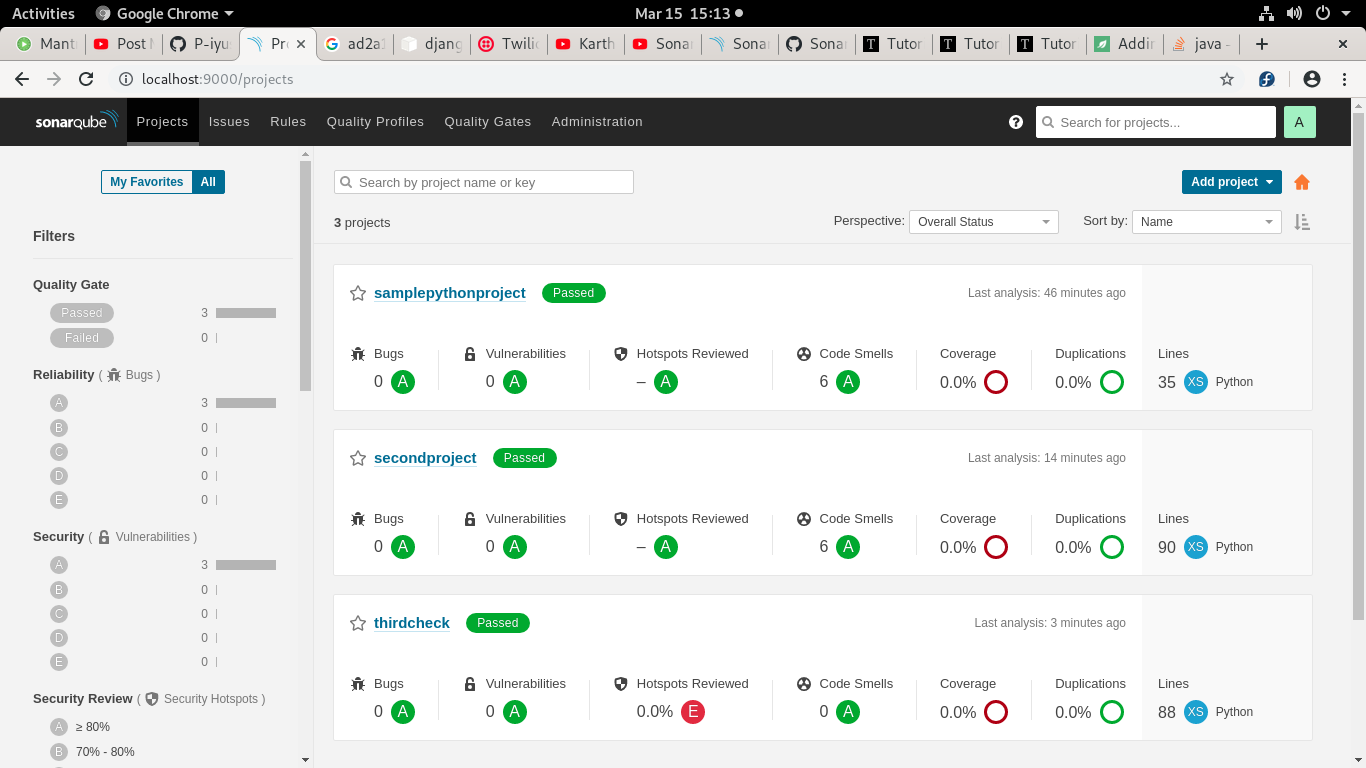 Activities Google Chrome Mar 15 15:13
Mant Post P-iyu Pro ad2a1 djang Twilio Karth Sonar Sonar Sonar Tutor Tutor Tutor Addin java -
localhost:9000/projects
sonarqube Projects Issues Rules Quality Profiles Quality Gates Administration ? Search for projects... A
My Favorites All Search by project name or key Add project
3 projects Perspective: Overall Status Sort by: Name
Filters
Quality Gate
Passed 3
Failed 0
Reliability ( Bugs )
A 3
B 0
C 0
D 0
E 0
Security ( Vulnerabilities )
A 3
B 0
C 0
D 0
E 0
Security Review ( Security Hotspots )
A ≥ 80%
B 70% - 80%
samplepythonproject Passed Last analysis: 46 minutes ago
Bugs Vulnerabilities Hotspots Reviewed Code Smells Coverage Duplications Lines
0 A 0 A – A 6 A 0.0% 0.0% 35 XS Python
secondproject Passed Last analysis: 14 minutes ago
Bugs Vulnerabilities Hotspots Reviewed Code Smells Coverage Duplications Lines
0 A 0 A – A 6 A 0.0% 0.0% 90 XS Python
thirdcheck Passed Last analysis: 3 minutes ago
Bugs Vulnerabilities Hotspots Reviewed Code Smells Coverage Duplications Lines
0 A 0 A 0.0% E 0 A 0.0% 0.0% 88 XS Python